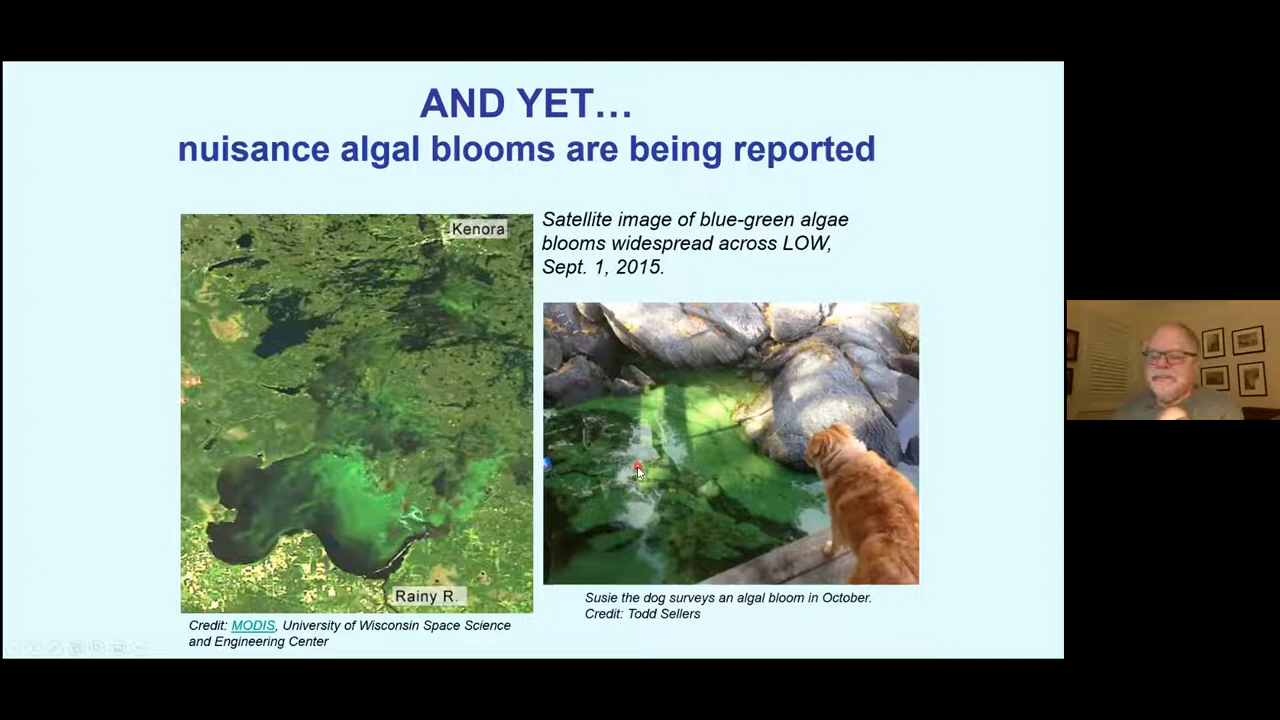 AND YET…
nuisance algal blooms are being reported
Kenora
Satellite image of blue-green algae
blooms widespread across LOW,
Sept. 1, 2015.
Rainy R.
Susie the dog surveys an algal bloom in October.
Credit: Todd Sellers
Credit: MODIS, University of Wisconsin Space Science
and Engineering Center